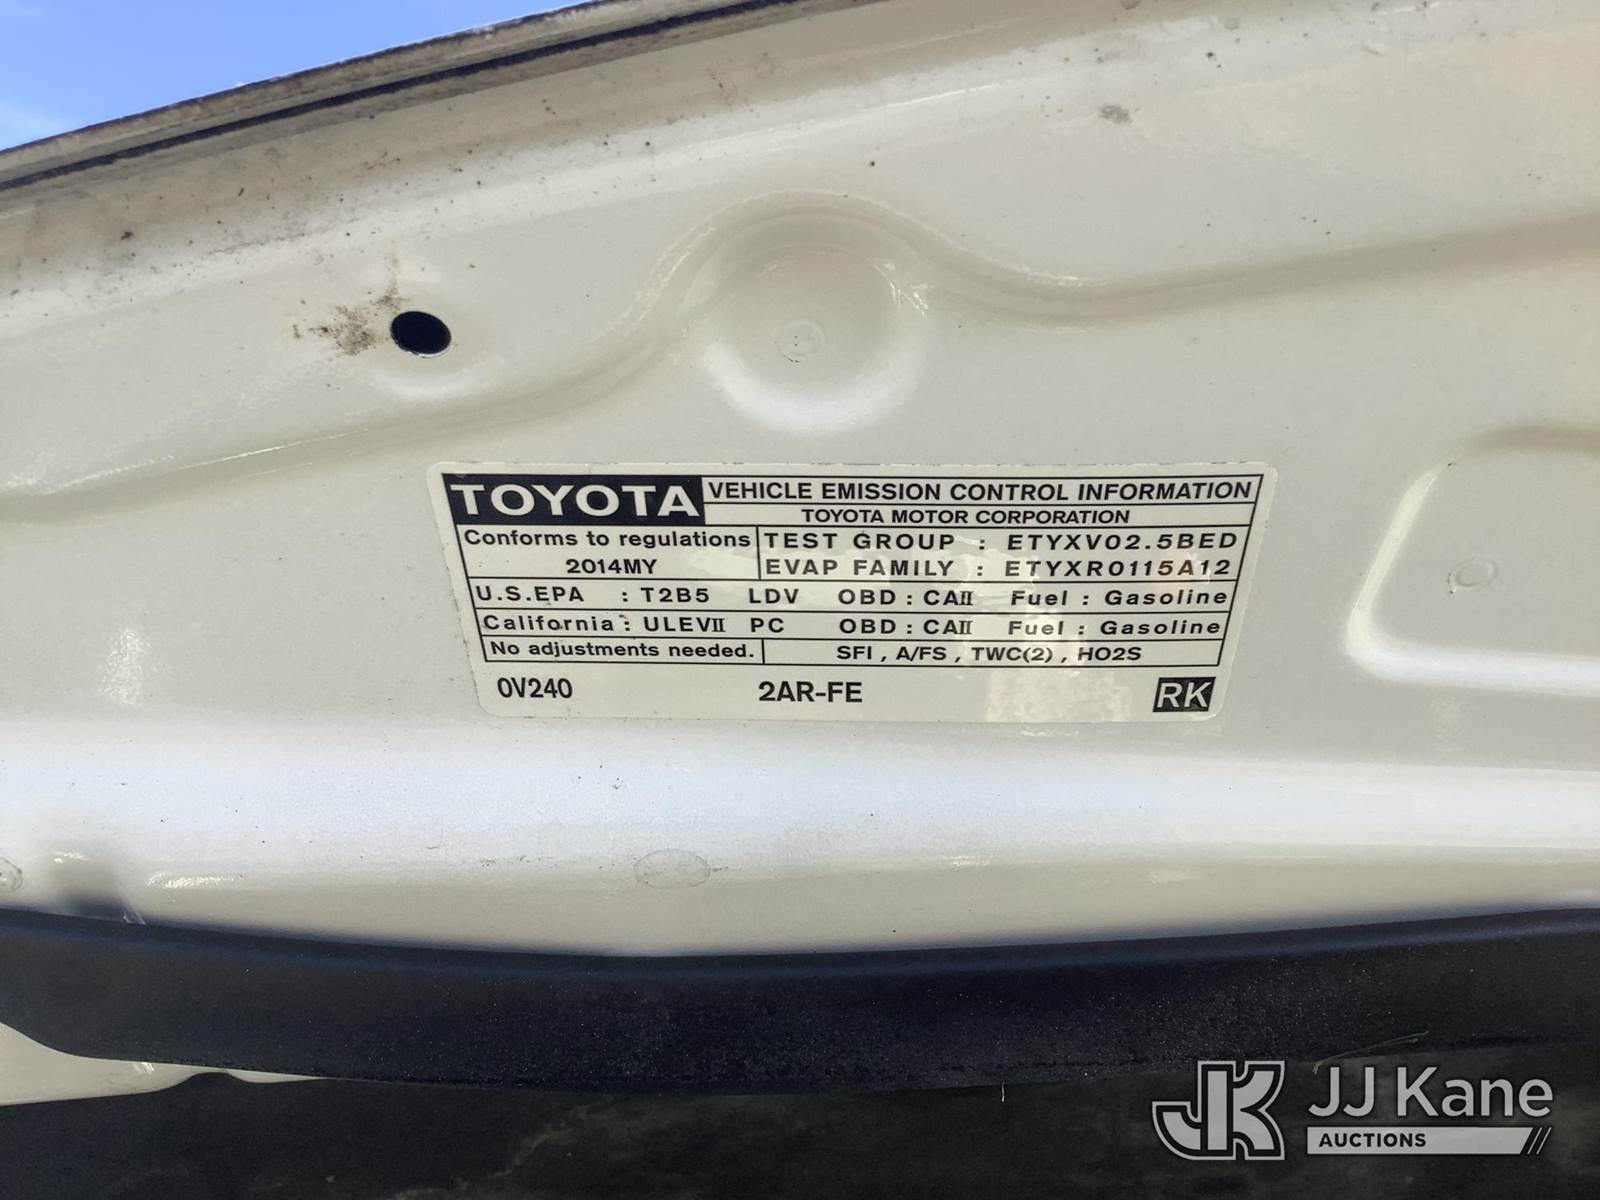 TOYOTA VEHICLE EMISSION CONTROL INFORMATION
TOYOTA MOTOR CORPORATION
Conforms to regulations
2014MY
TEST GROUP : ETYXV02.5BED
EVAP FAMILY : ETYXR0115A12
U.S.EPA : T2B5 LDV OBD : CAII Fuel : Gasoline
California : ULEVII PC OBD : CAII Fuel : Gasoline
No adjustments needed. SFI , A/FS , TWC(2) , HO2S
0V240 2AR-FE RK
JK JJ Kane
AUCTIONS